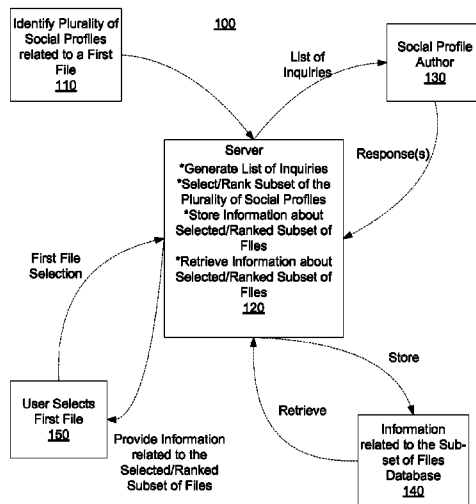 100
Identify Plurality of
Social Profiles
related to a First
File
110
List of
Inquiries
Social Profile
Author
130
Response(s)
Server
*Generate List of Inquiries
*Select/Rank Subset of the
Plurality of Social Profiles
*Store Information about
Selected/Ranked Subset of
Files
*Retrieve Information about
Selected/Ranked Subset of
Files
120
First File
Selection
User Selects
First File
150
Provide Information
related to the
Selected/Ranked
Subset of Files
Retrieve
Store
Information
related to the Sub-
set of Files
Database
140